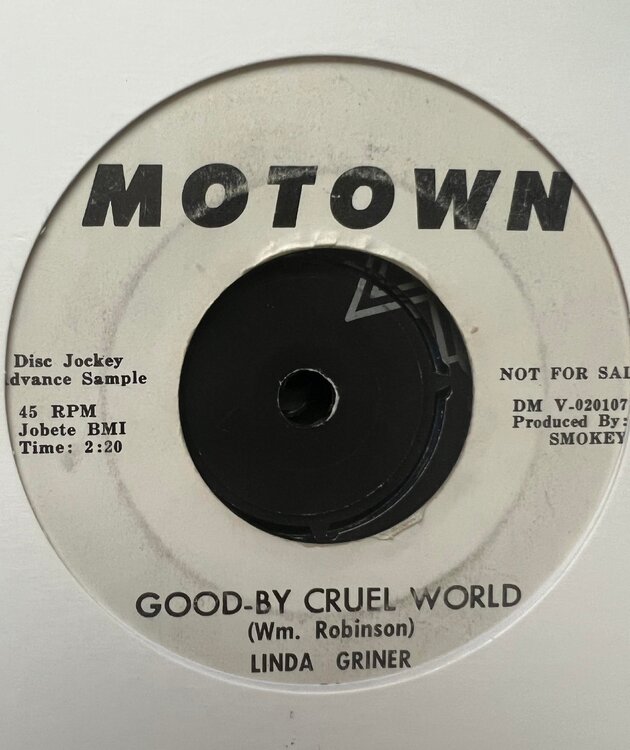 MOTOWN
Disc Jockey
Advance Sample
45 RPM
Jobete BMI
Time: 2:20
NOT FOR SAL
DM V-020107
Produced By:
SMOKEY
GOOD-BY CRUEL WORLD
(Wm. Robinson)
LINDA GRINER